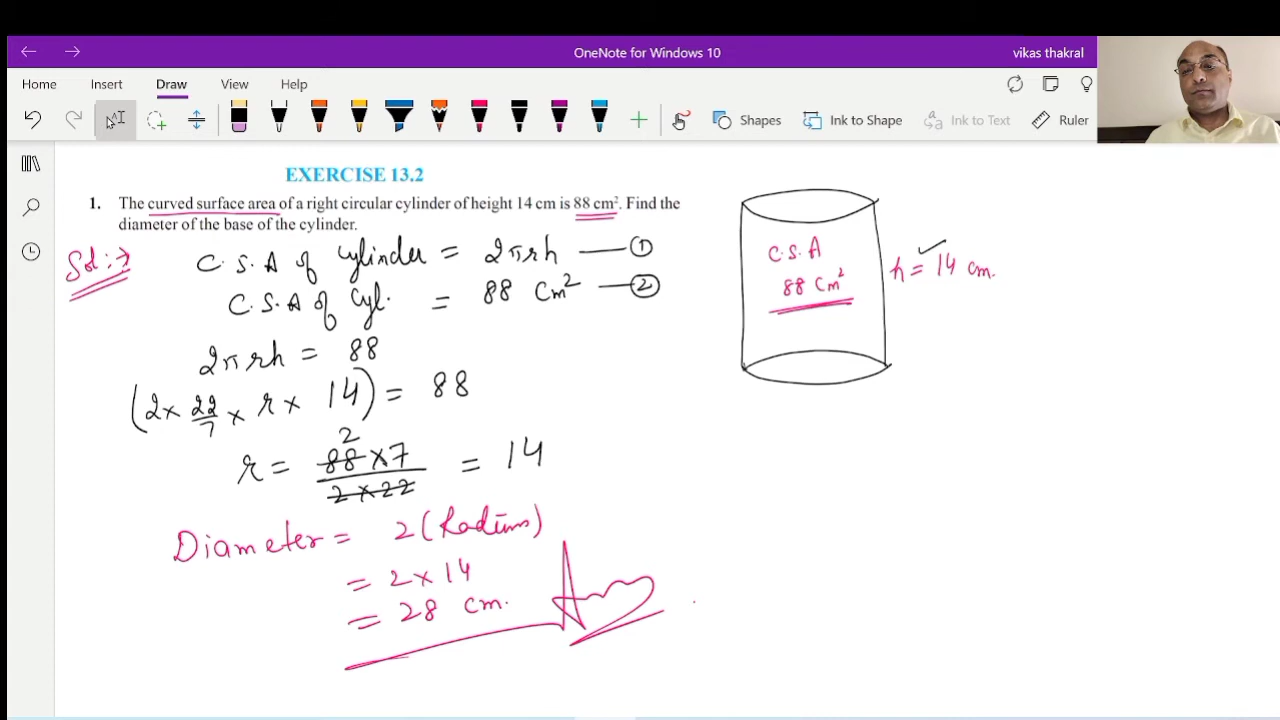 OneNote for Windows 10
vikas thakral
Home Insert Draw View Help
Shapes Ink to Shape Ink to Text Ruler
EXERCISE 13.2
1. The curved surface area of a right circular cylinder of height 14 cm is 88 cm². Find the
diameter of the base of the cylinder.
Sol:→
C.S.A of Cylinder = 2πrh — ①
C.S.A of Cyl. = 88 Cm² — ②
2πrh = 88
(2× 22/7 × r × 14) = 88
2
r = 88×7 / 2×22 = 14
Diameter = 2 (Radius)
= 2×14
= 28 cm. Ans
C.S.A
88 Cm²
h = 14 cm.